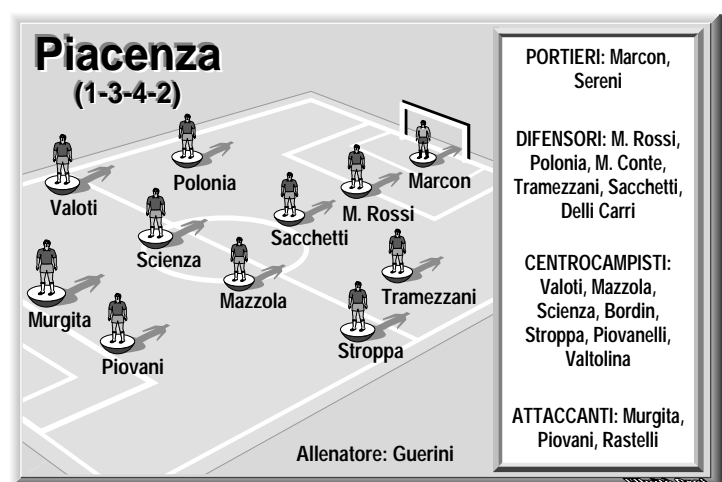 Piacenza
(1-3-4-2)
Polonia
Marcon
Valoti
M. Rossi
Sacchetti
Scienza
Mazzola
Tramezzani
Murgita
Stroppa
Piovani
Allenatore: Guerini
PORTIERI: Marcon,
Sereni
DIFENSORI: M. Rossi,
Polonia, M. Conte,
Tramezzani, Sacchetti,
Delli Carri
CENTROCAMPISTI:
Valoti, Mazzola,
Scienza, Bordin,
Stroppa, Piovanelli,
Valtolina
ATTACCANTI: Murgita,
Piovani, Rastelli